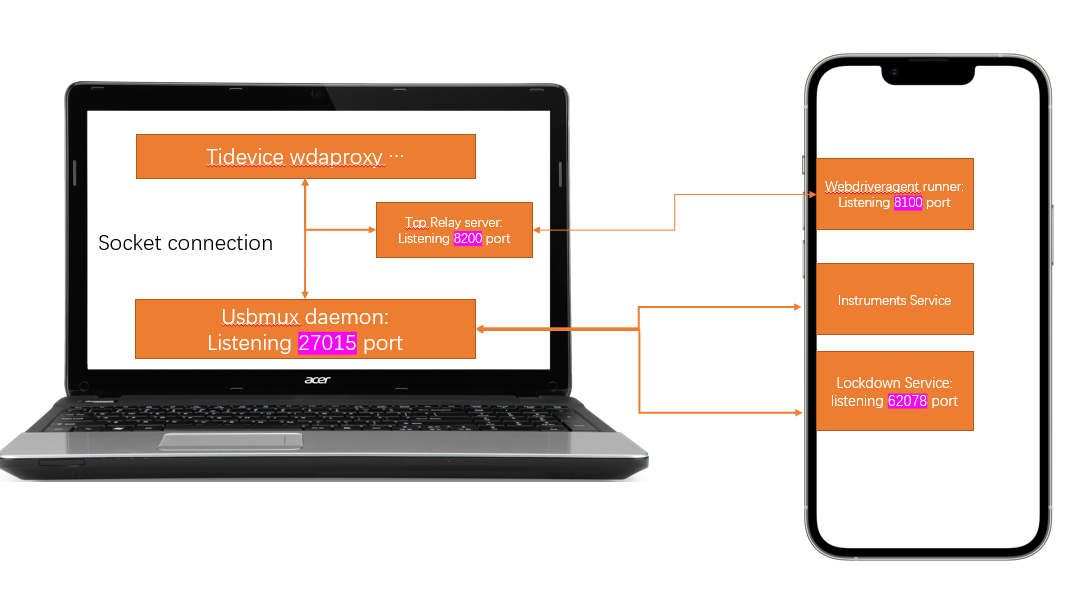 Tidevice wdaproxy ···
Tcp Relay server:
Listening 8200 port
Socket connection
Usbmux daemon:
Listening 27015 port
acer
Webdriveragent runner:
Listening 8100 port
Instruments Service
Lockdown Service:
listening 62078 port